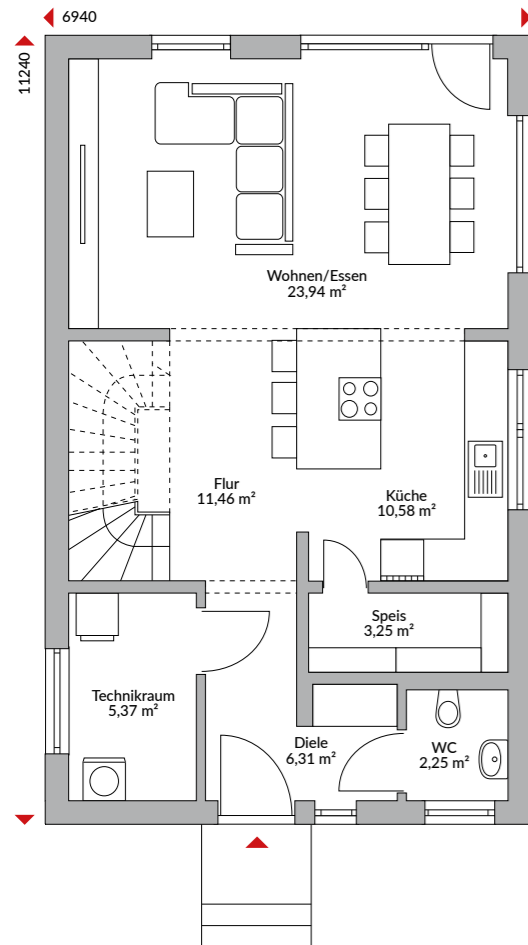 6940
11240
Wohnen/Essen
23,94 m²
Flur
11,46 m²
Küche
10,58 m²
Speis
3,25 m²
Technikraum
5,37 m²
Diele
6,31 m²
WC
2,25 m²